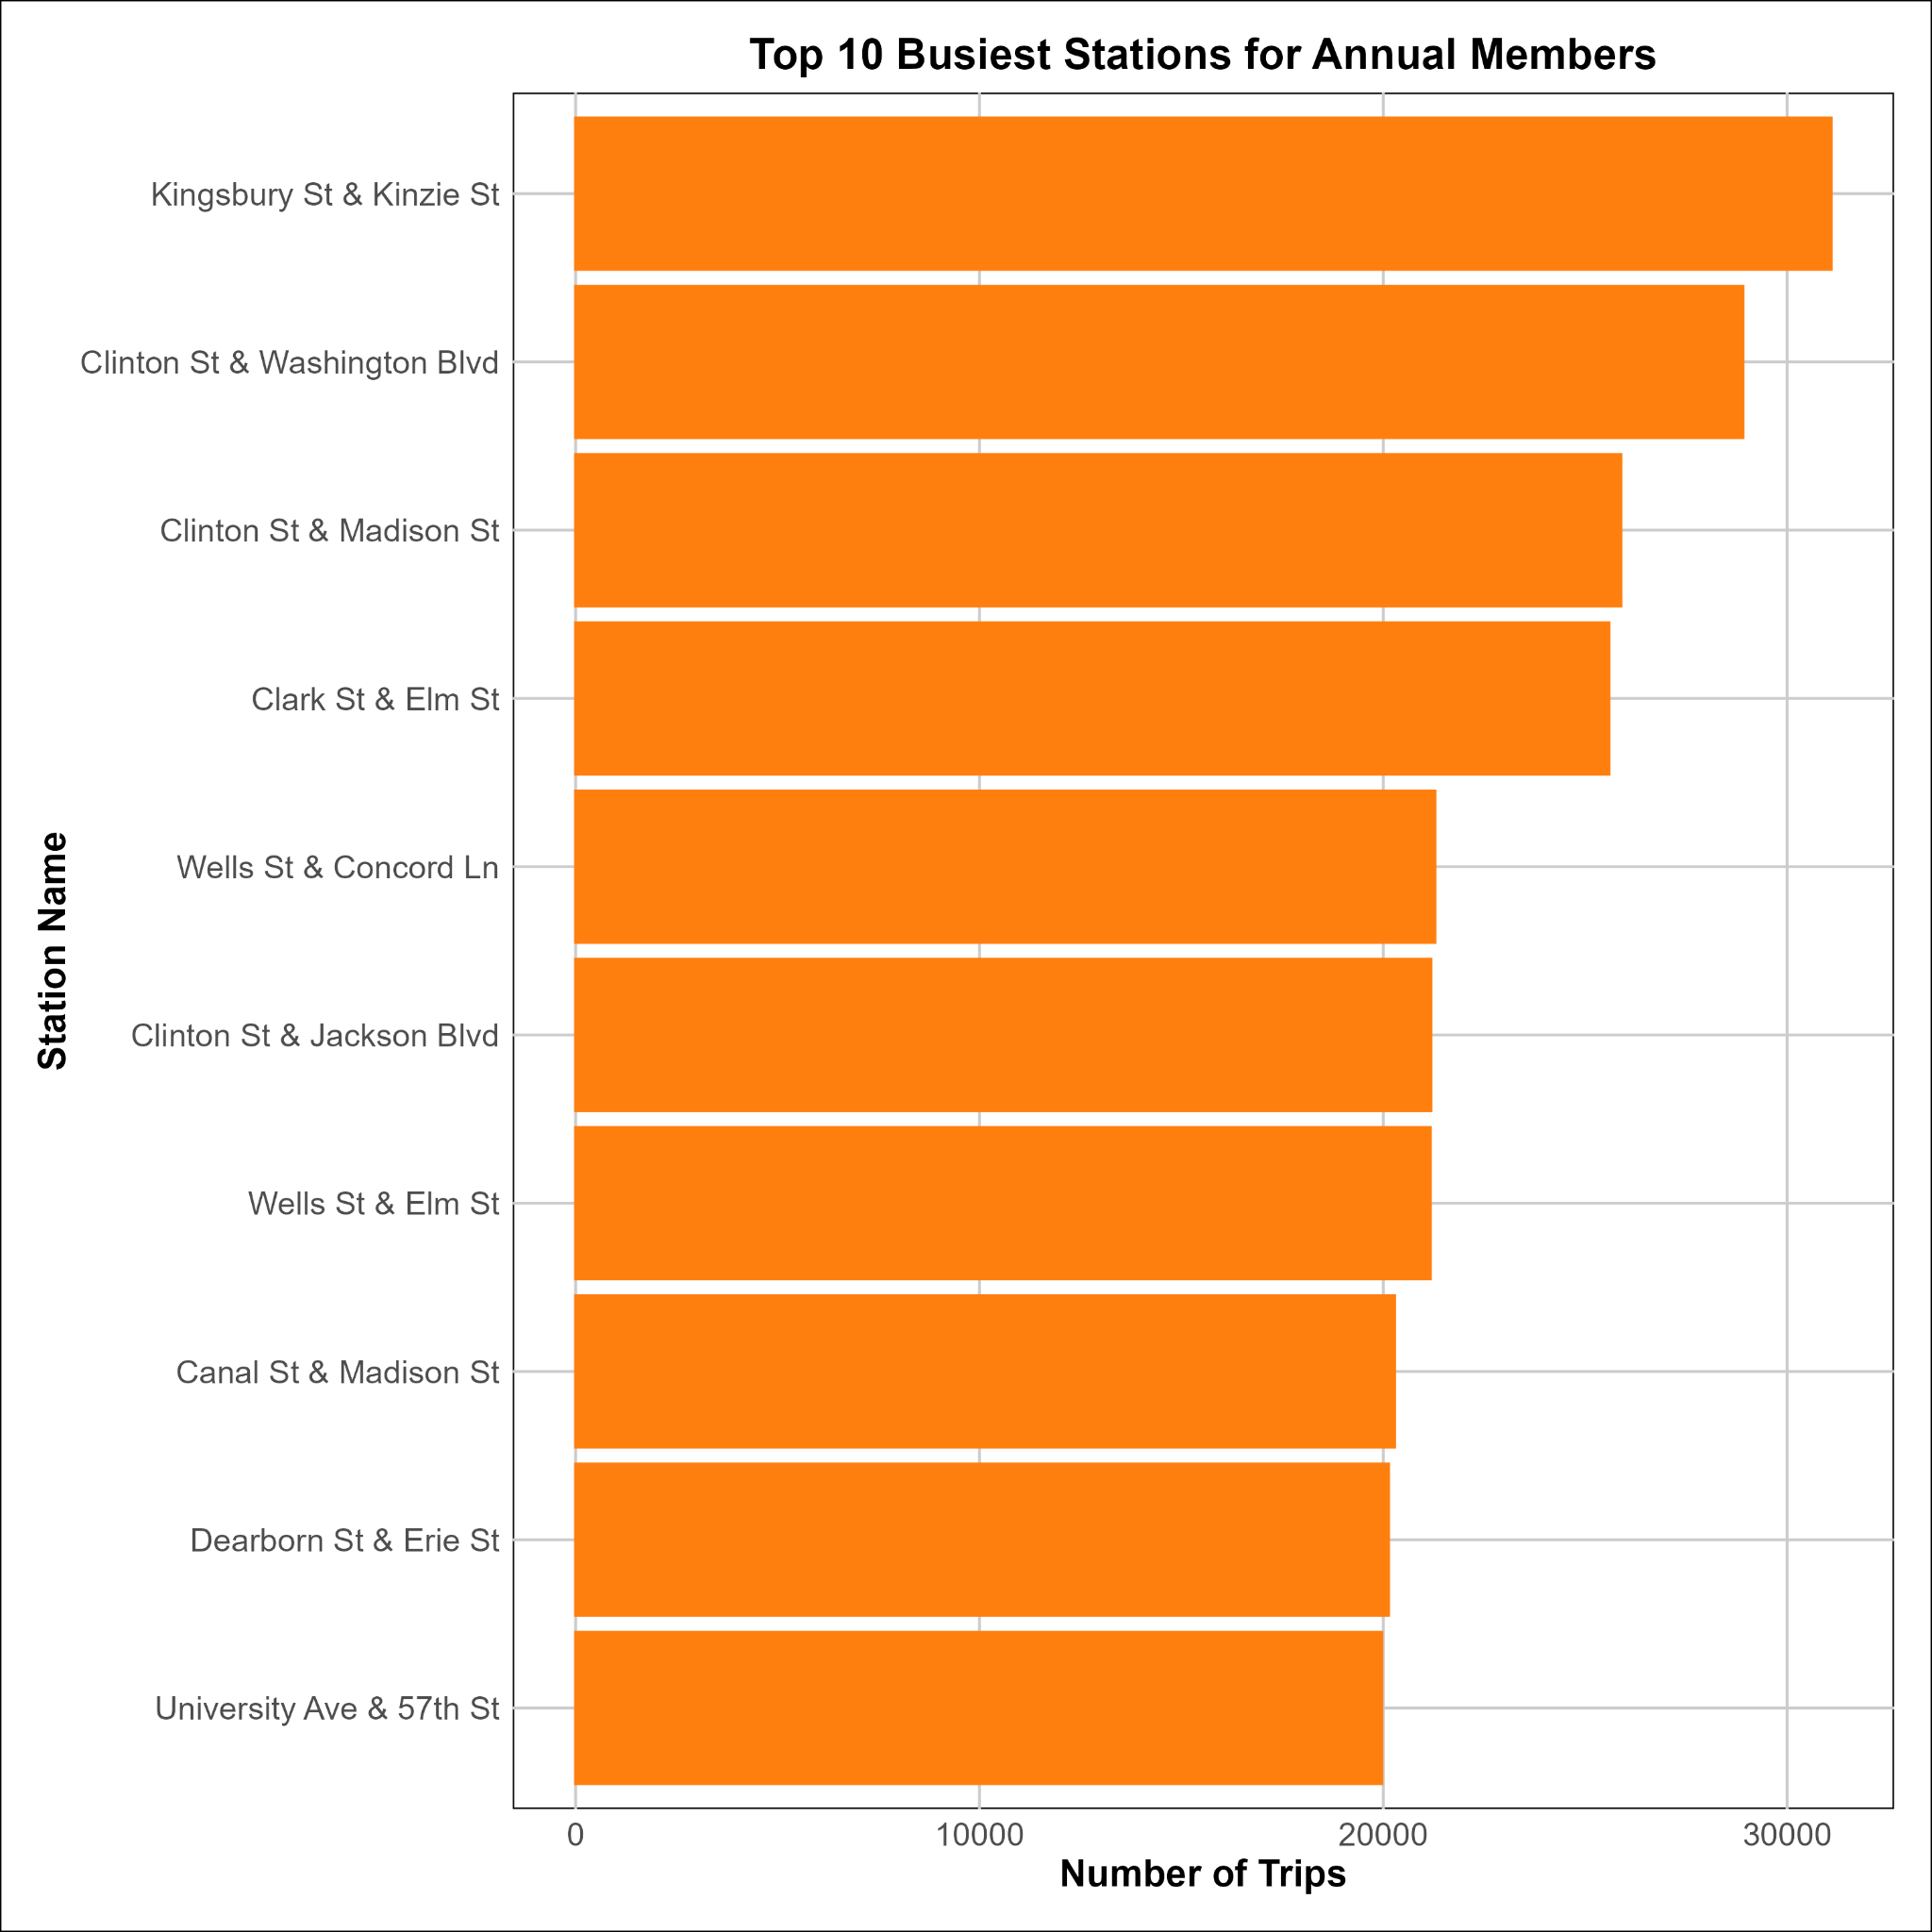 Top 10 Busiest Stations for Annual Members
Station Name
Kingsbury St & Kinzie St
Clinton St & Washington Blvd
Clinton St & Madison St
Clark St & Elm St
Wells St & Concord Ln
Clinton St & Jackson Blvd
Wells St & Elm St
Canal St & Madison St
Dearborn St & Erie St
University Ave & 57th St
0 10000 20000 30000
Number of Trips